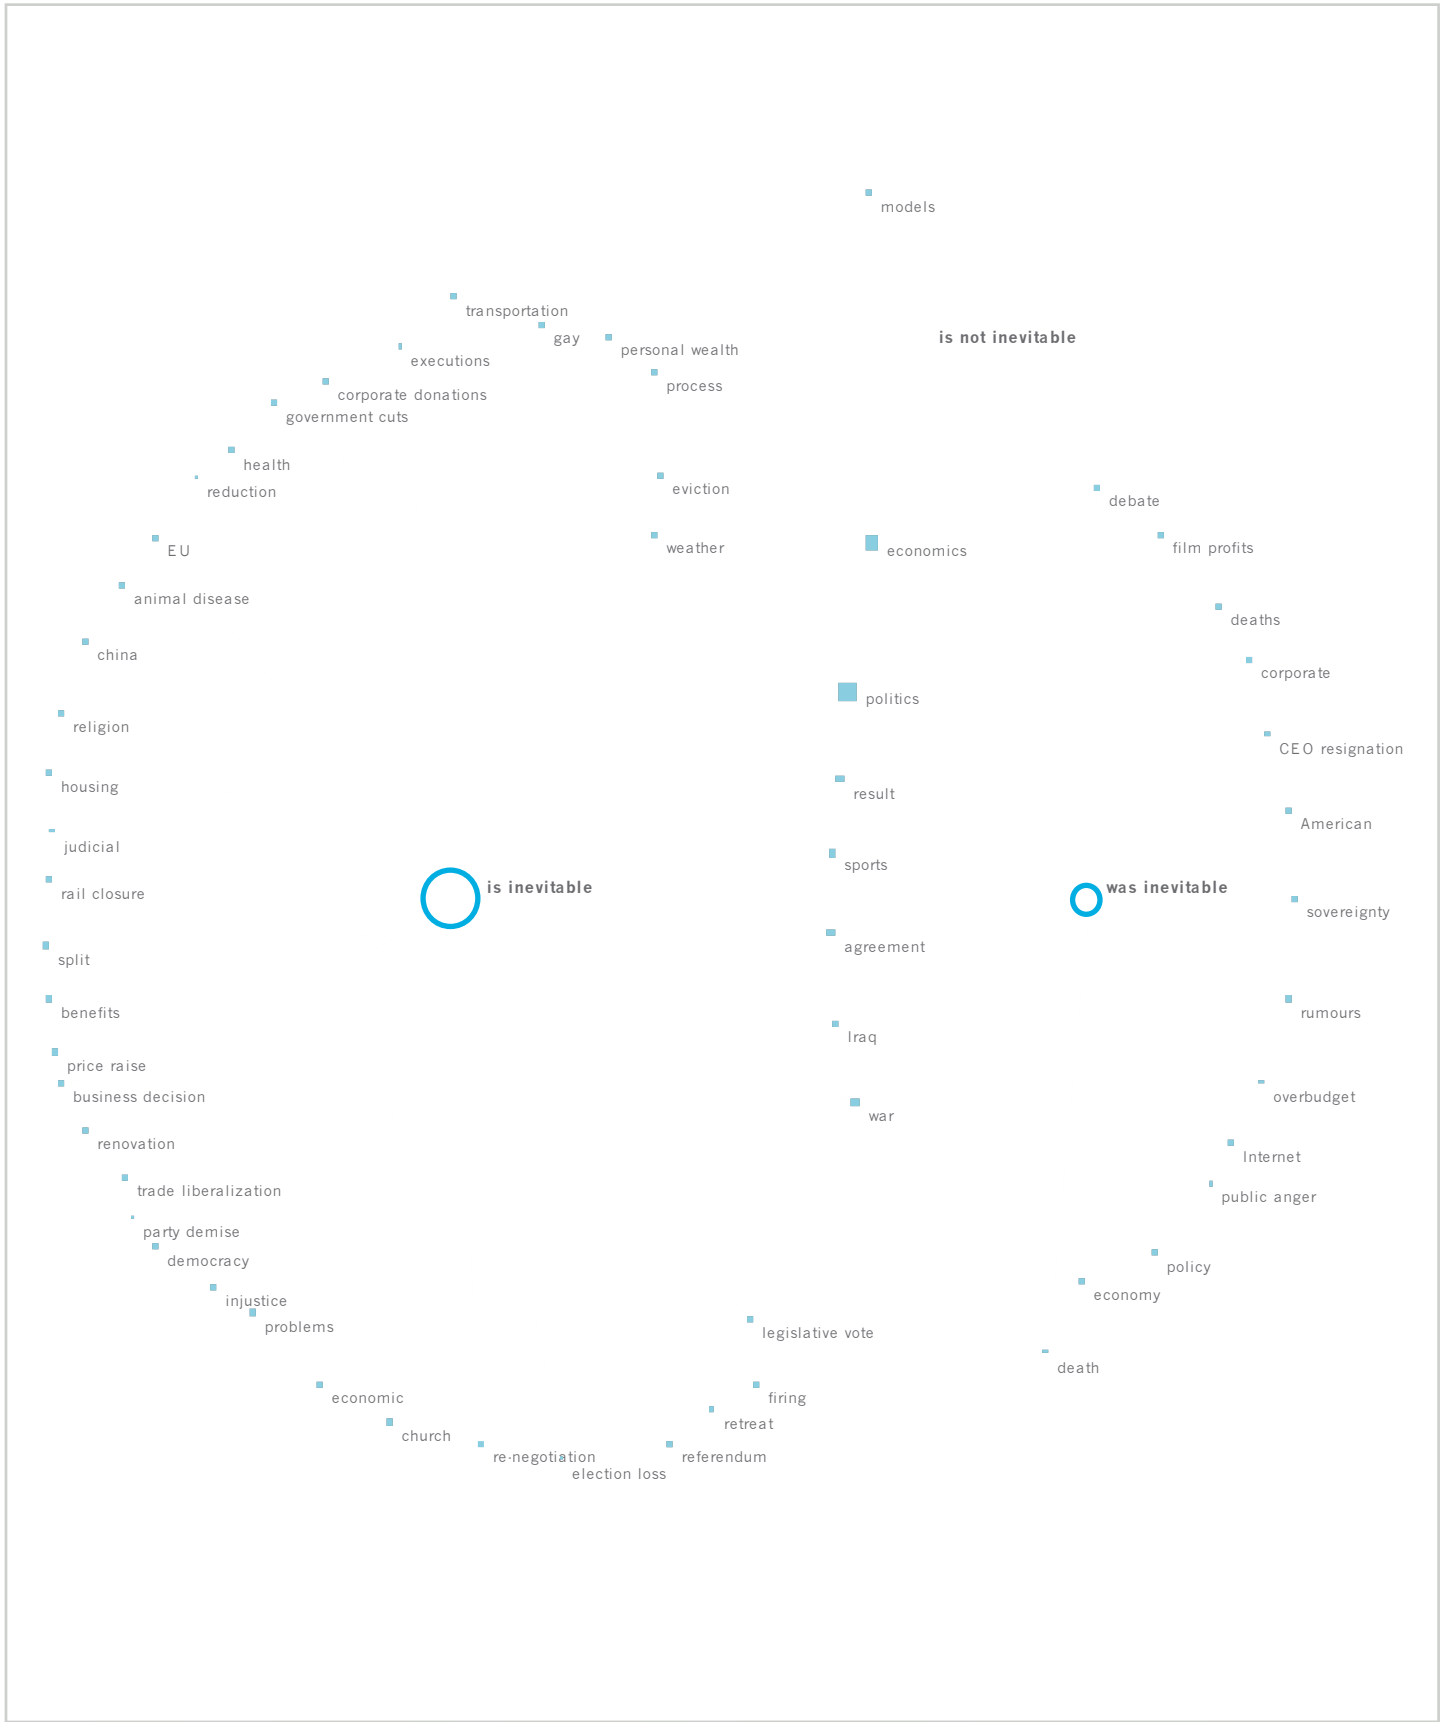 models
transportation
gay
is not inevitable
personal wealth
executions
process
corporate donations
government cuts
health
eviction
reduction
debate
weather
film profits
EU
economics
animal disease
deaths
china
corporate
politics
religion
CEO resignation
housing
result
American
judicial
sports
is inevitable
was inevitable
rail closure
sovereignty
agreement
split
benefits
rumours
Iraq
price raise
business decision
overbudget
war
renovation
Internet
trade liberalization
public anger
party demise
democracy
policy
economy
injustice
problems
legislative vote
death
economic
firing
retreat
church
re-negotiation
referendum
election loss